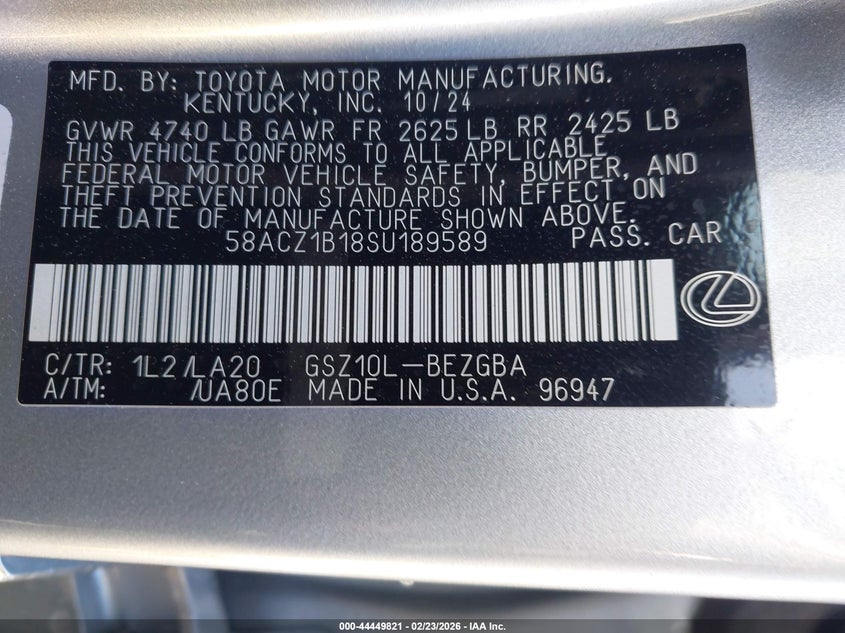 MFD. BY: TOYOTA MOTOR MANUFACTURING.
KENTUCKY, INC. 10/24
GVWR 4740 LB GAWR FR 2625 LB RR 2425 LB
THIS VEHICLE CONFORMS TO ALL APPLICABLE
FEDERAL MOTOR VEHICLE SAFETY, BUMPER, AND
THEFT PREVENTION STANDARDS IN EFFECT ON
THE DATE OF MANUFACTURE SHOWN ABOVE.
58ACZ1B18SU189589 PASS. CAR
C/TR: 1L2/LA20 GSZ10L-BEZGBA
A/TM: /UA80E MADE IN U.S.A. 96947
000-44449821 - 02/23/2026 - IAA Inc.